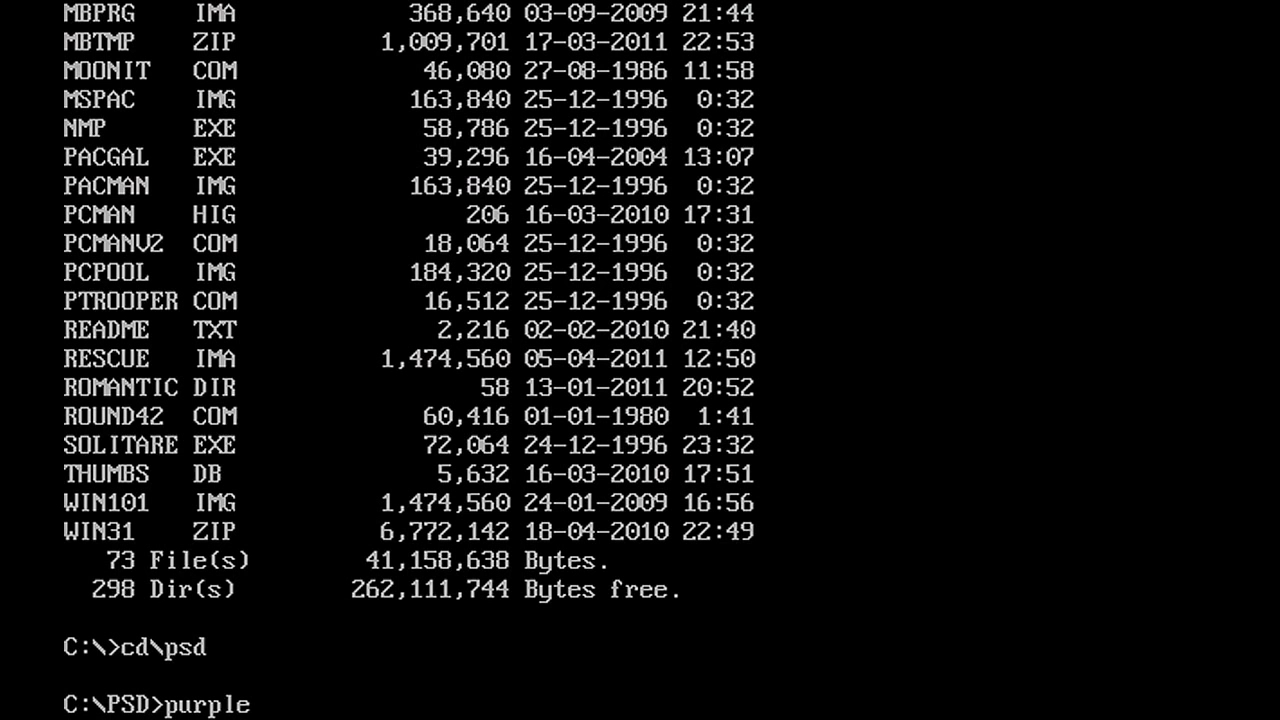 MBPRG    IMA            368,640 03-09-2009 21:44
MBTMP    ZIP          1,009,701 17-03-2011 22:53
MOONIT   COM             46,080 27-08-1986 11:58
MSPAC    IMG            163,840 25-12-1996  0:32
NMP      EXE             58,786 25-12-1996  0:32
PACGAL   EXE             39,296 16-04-2004 13:07
PACMAN   IMG            163,840 25-12-1996  0:32
PCMAN    HIG                206 16-03-2010 17:31
PCMANV2  COM             18,064 25-12-1996  0:32
PCPOOL   IMG            184,320 25-12-1996  0:32
PTROOPER COM             16,512 25-12-1996  0:32
README   TXT              2,216 02-02-2010 21:40
RESCUE   IMA          1,474,560 05-04-2011 12:50
ROMANTIC DIR                 58 13-01-2011 20:52
ROUND42  COM             60,416 01-01-1980  1:41
SOLITARE EXE             72,064 24-12-1996 23:32
THUMBS   DB               5,632 16-03-2010 17:51
WIN101   IMG          1,474,560 24-01-2009 16:56
WIN31    ZIP          6,772,142 18-04-2010 22:49
   73 File(s)        41,158,638 Bytes.
  298 Dir(s)        262,111,744 Bytes free.
C:\>cd\psd
C:\PSD>purple